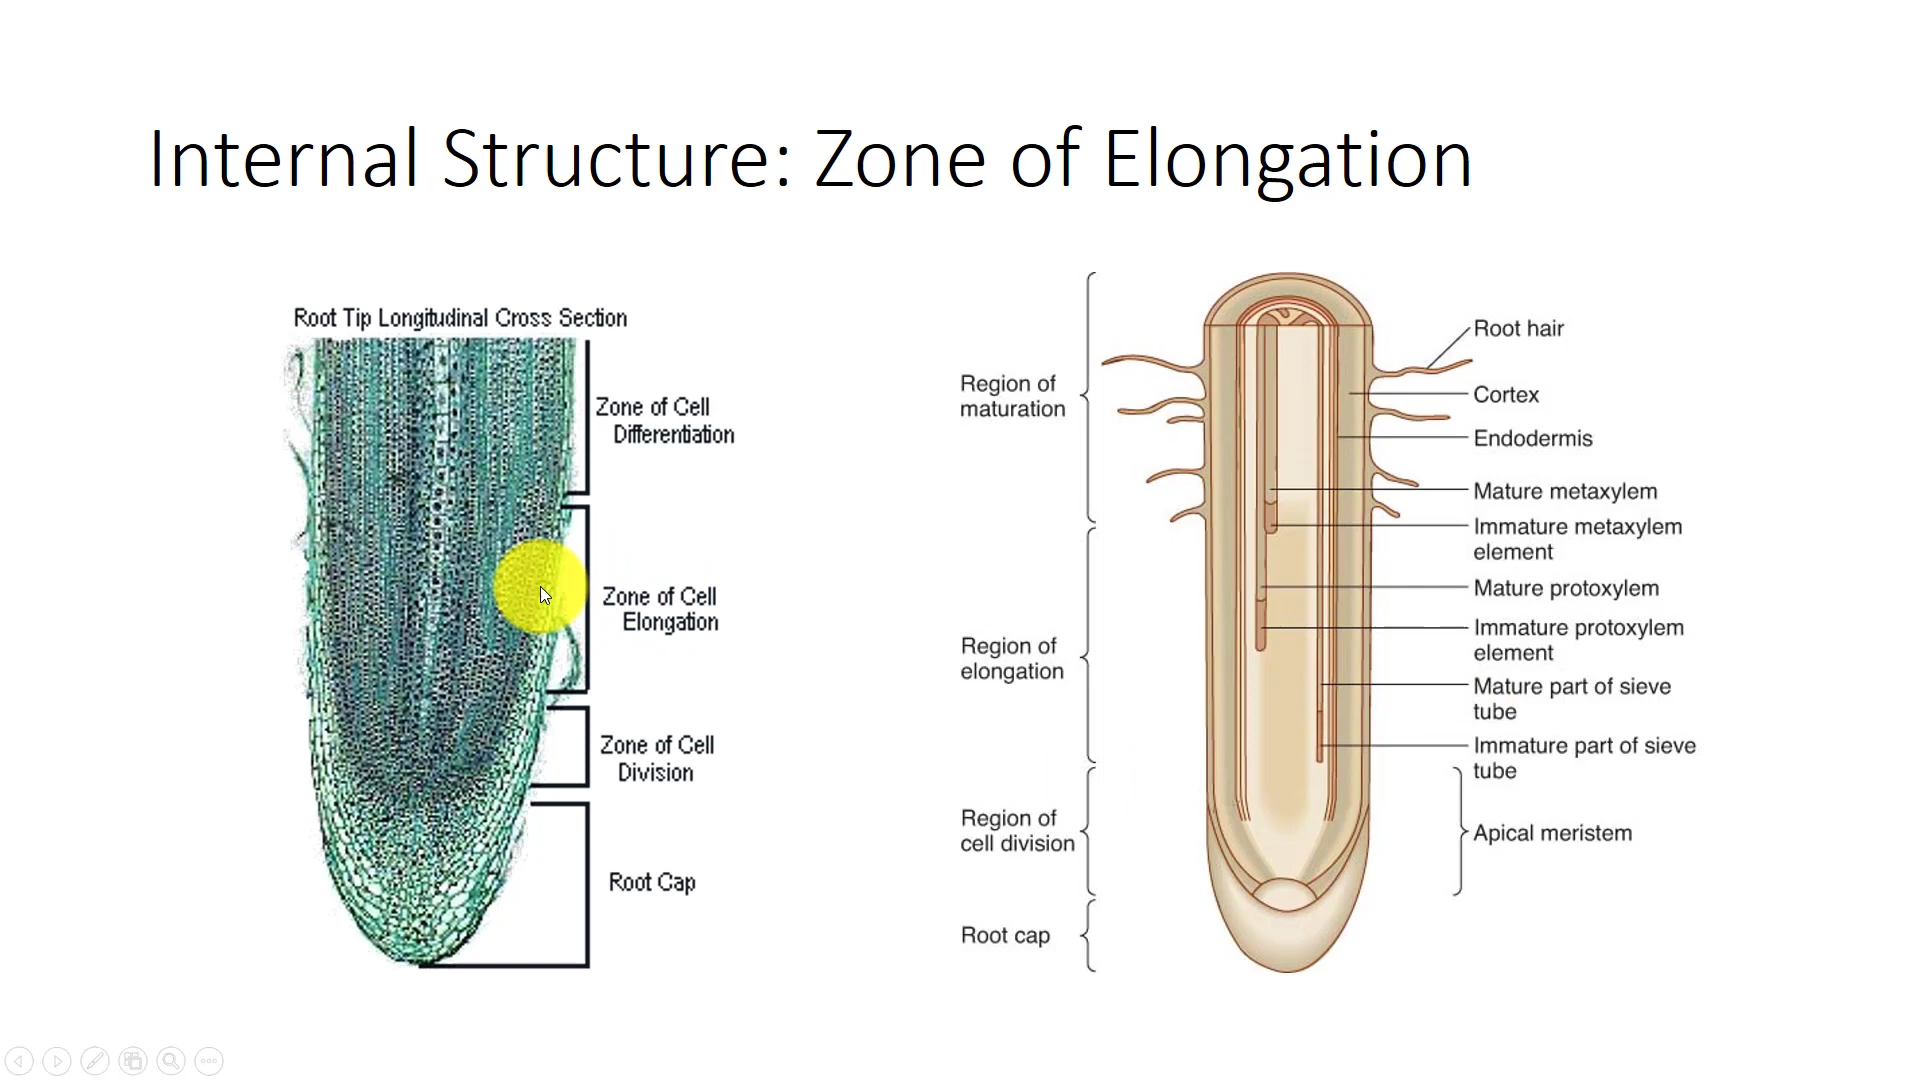 Internal Structure: Zone of Elongation
Root Tip Longitudinal Cross Section
Zone of Cell
Differentiation
Zone of Cell
Elongation
Zone of Cell
Division
Root Cap
Region of
maturation
Region of
elongation
Region of
cell division
Root cap
Root hair
Cortex
Endodermis
Mature metaxylem
Immature metaxylem
element
Mature protoxylem
Immature protoxylem
element
Mature part of sieve
tube
Immature part of sieve
tube
Apical meristem